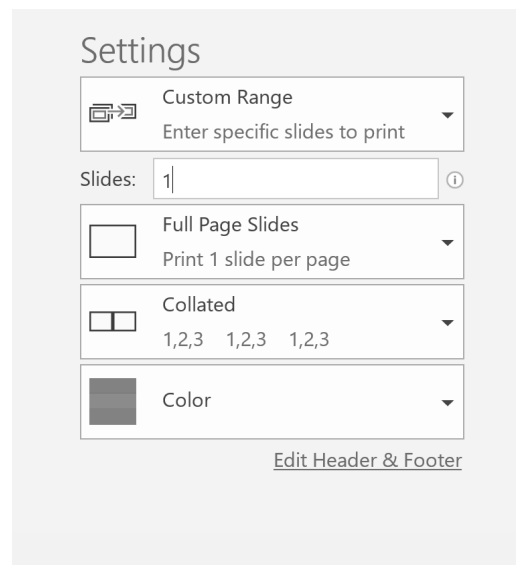 Settings
Custom Range
Enter specific slides to print
Slides: 1
Full Page Slides
Print 1 slide per page
Collated
1,2,3 1,2,3 1,2,3
Color
Edit Header & Footer